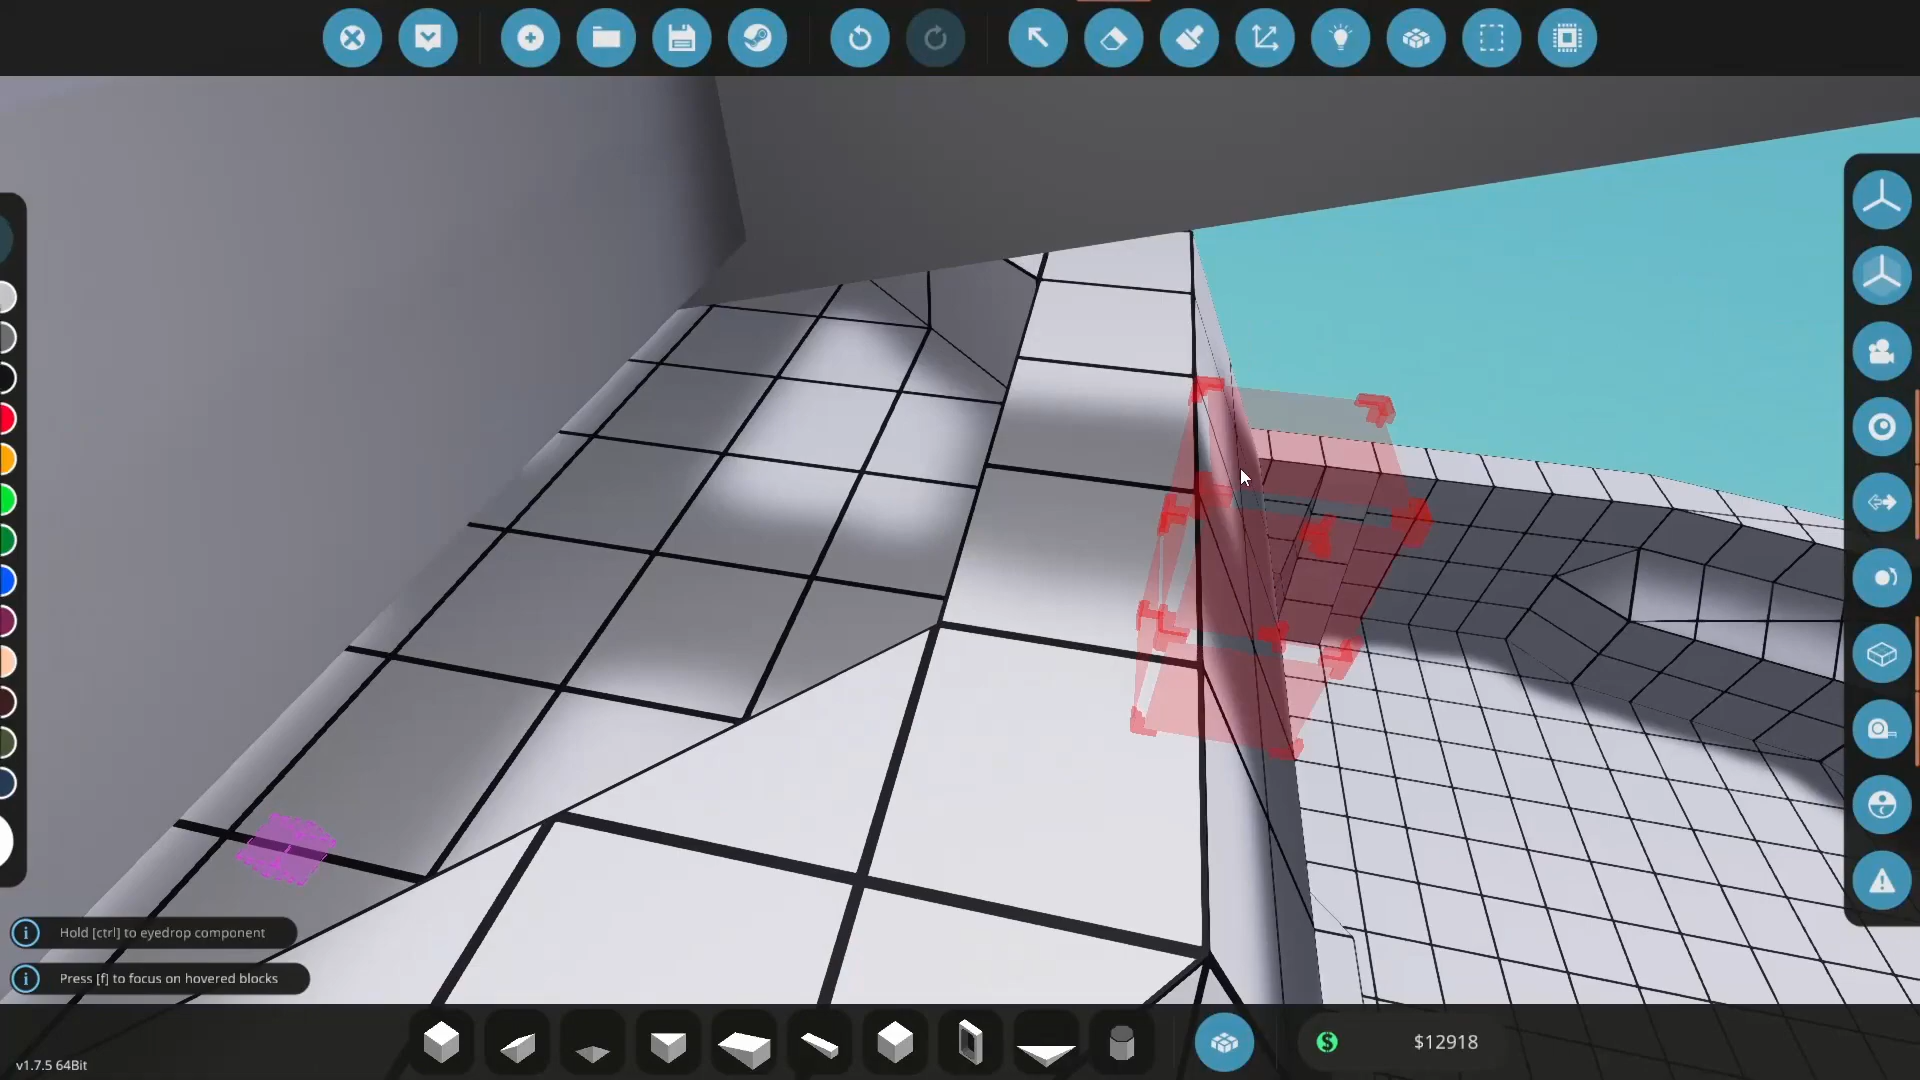 Hold [ctrl] to eyedrop component
Press [f] to focus on hovered blocks
$12918
v1.7.5 64Bit